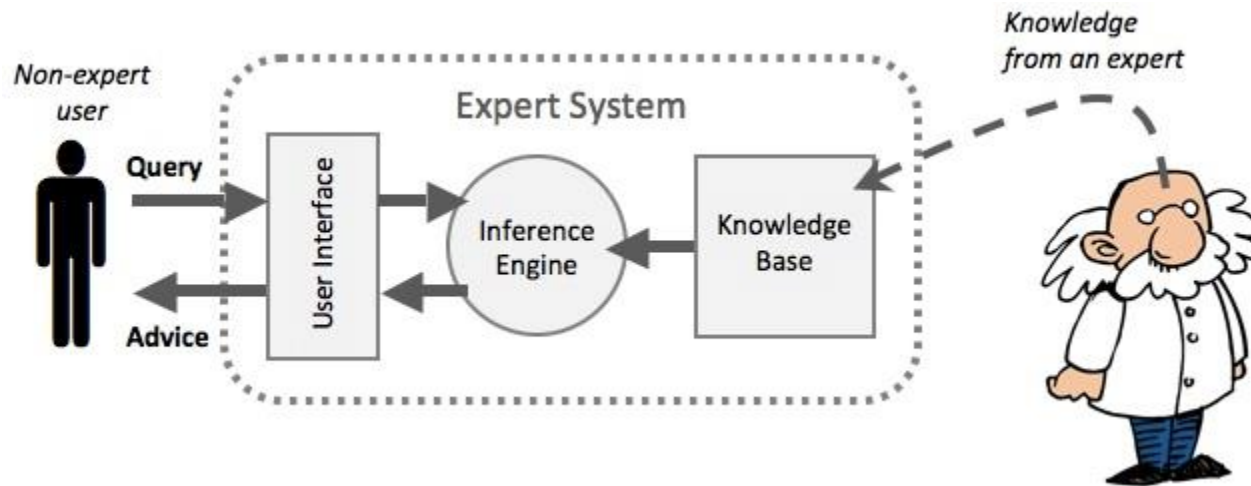 Knowledge
from an expert
Non-expert
user
Expert System
Query
User Interface
Inference
Engine
Knowledge
Base
Advice